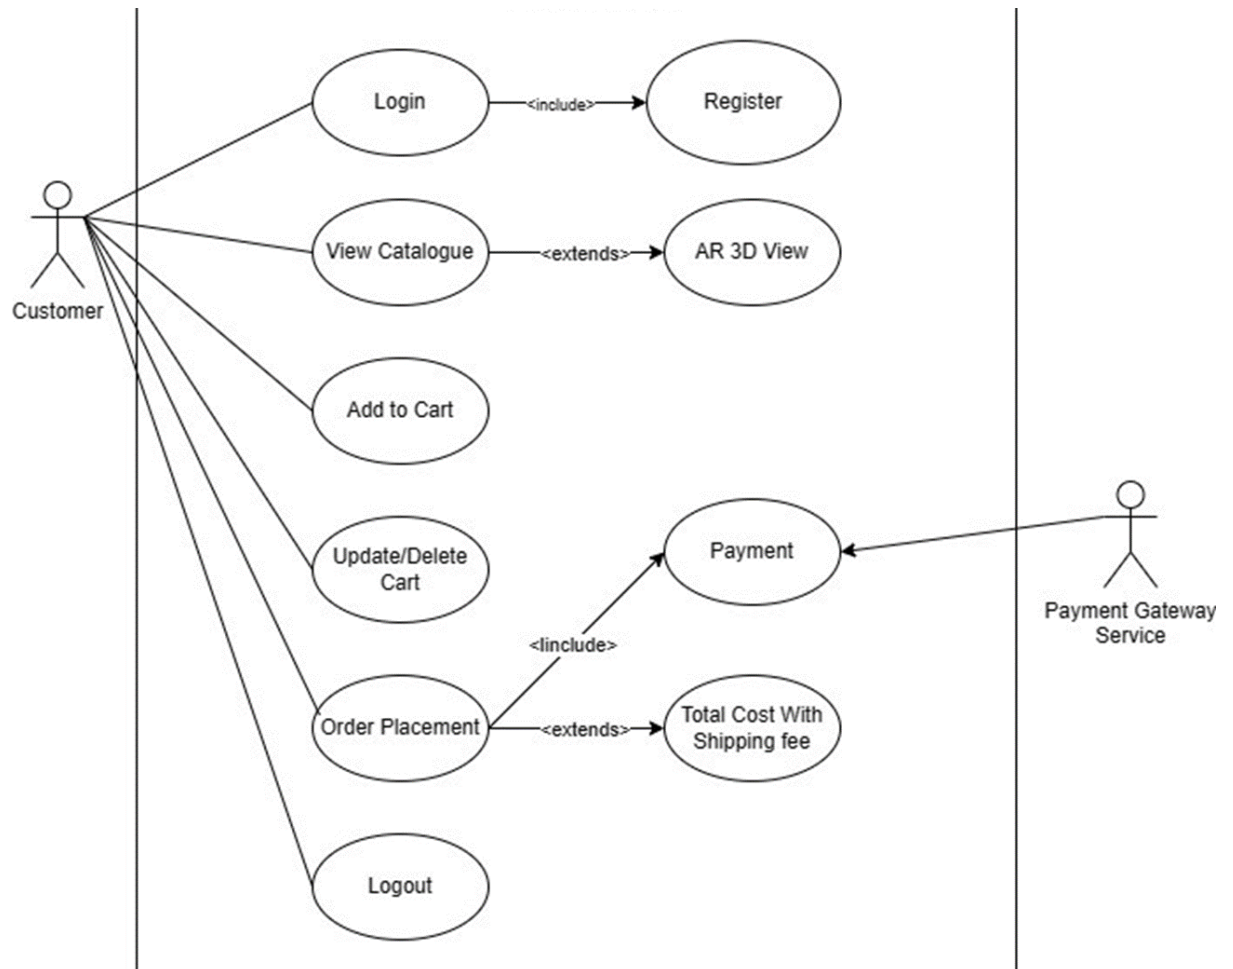 Login
<include>
Register
View Catalogue
<extends>
AR 3D View
Customer
Add to Cart
Update/Delete
Cart
Payment
Payment Gateway
Service
<Iinclude>
Order Placement
<extends>
Total Cost With
Shipping fee
Logout